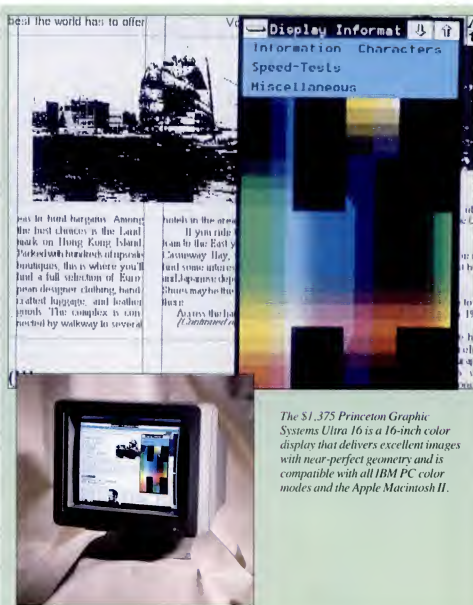 best the world has to offer
Display Informat
Information Characters
Speed-Tests
Miscellaneous
eas to hunt bargains. Among
the best choices is the Land
mark on Hong Kong Island.
Packed with hundreds of upscale
boutiques, this is where you'll
find a full selection of Euro
pean designer clothing, hand
crafted luggage, and leather
goods. The complex is con
nected by walkway to several
hotels in the area
If you ride
tram to the East y
Causeway Bay,
find some interes
and Japanese depa
Shoes may be the
there
Across the ha
(Continued
The $1,375 Princeton Graphic
Systems Ultra 16 is a 16-inch color
display that delivers excellent images
with near-perfect geometry and is
compatible with all IBM PC color
modes and the Apple Macintosh II.